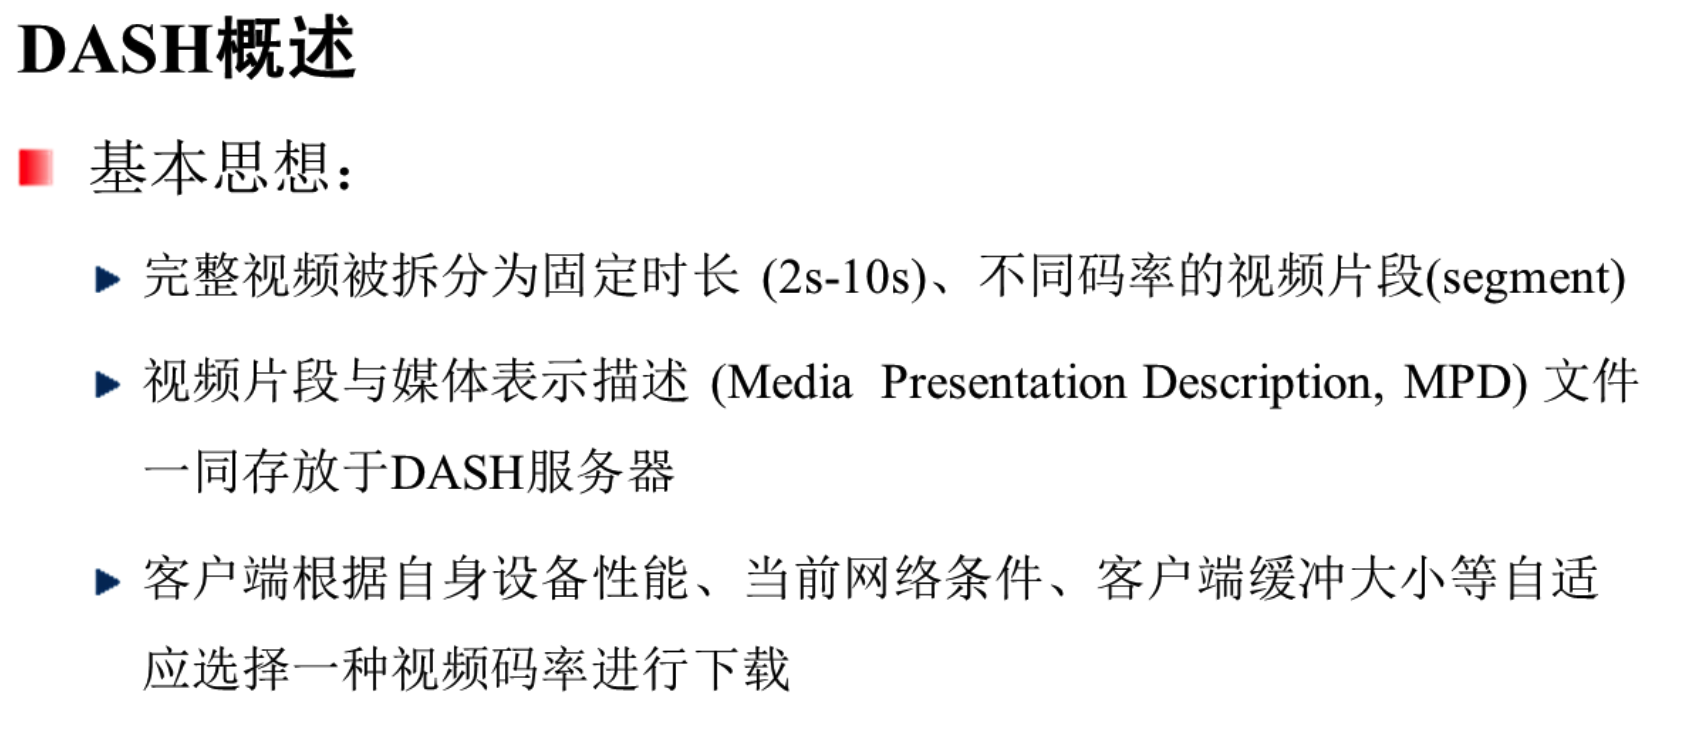 DASH概述
基本思想：
完整视频被拆分为固定时长 (2s-10s)、不同码率的视频片段(segment)
视频片段与媒体表示描述 (Media Presentation Description, MPD) 文件
一同存放于DASH服务器
客户端根据自身设备性能、当前网络条件、客户端缓冲大小等自适
应选择一种视频码率进行下载